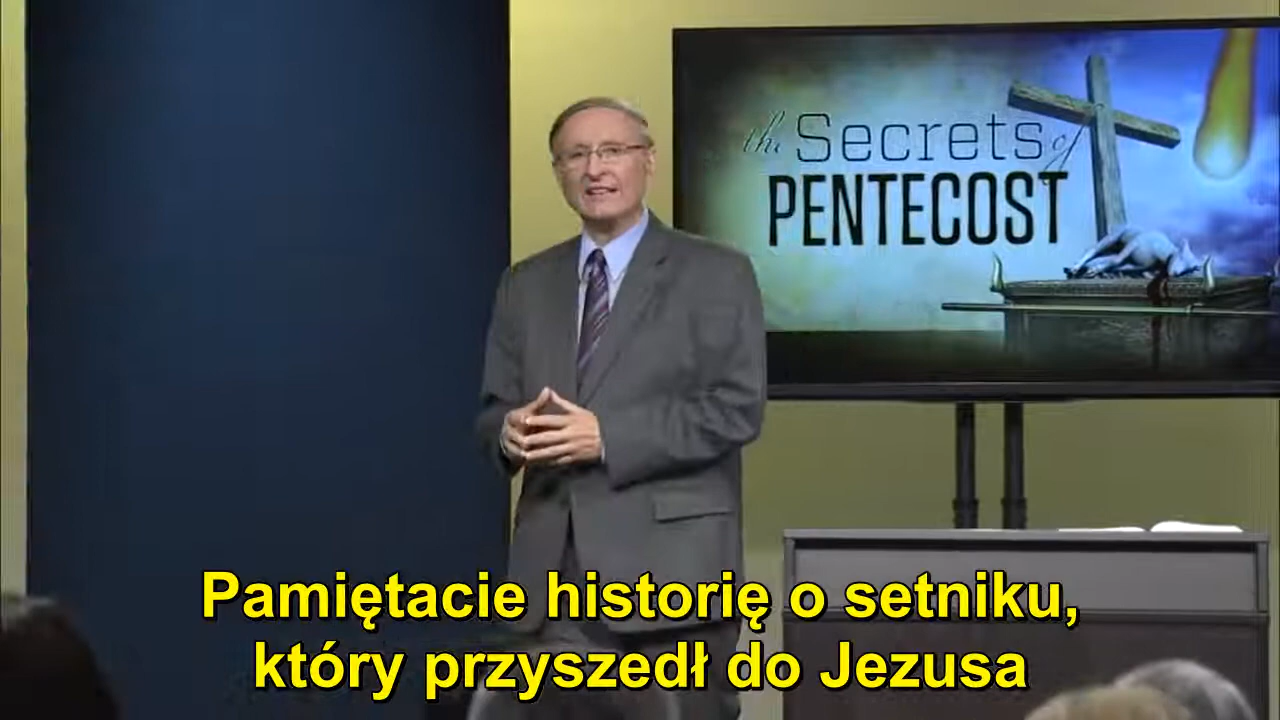 the Secrets of
PENTECOST
Pamiętacie historię o setniku,
który przyszedł do Jezusa